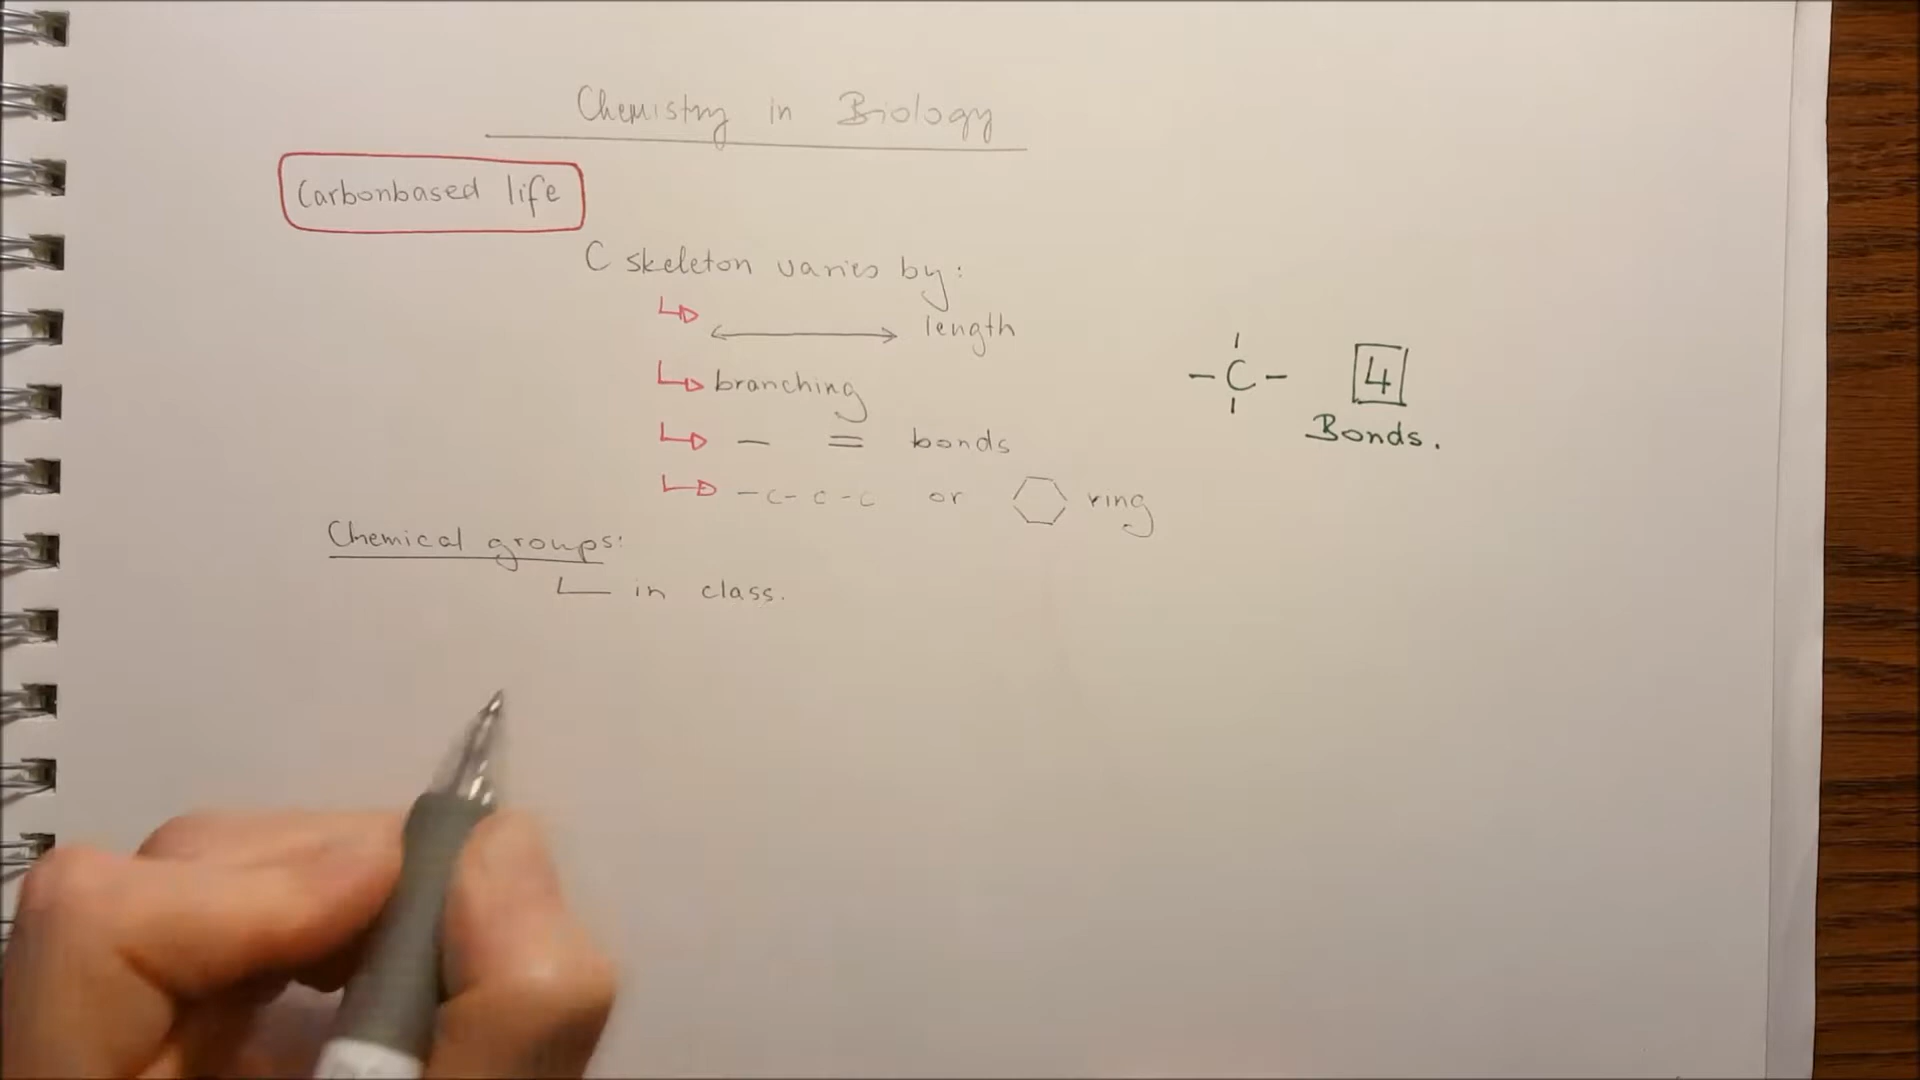 Chemistry in Biology
Carbonbased life
C skeleton varies by:
length
branching
— = bonds
-C- C -C or ring
-C- 4
Bonds.
Chemical groups:
in class.